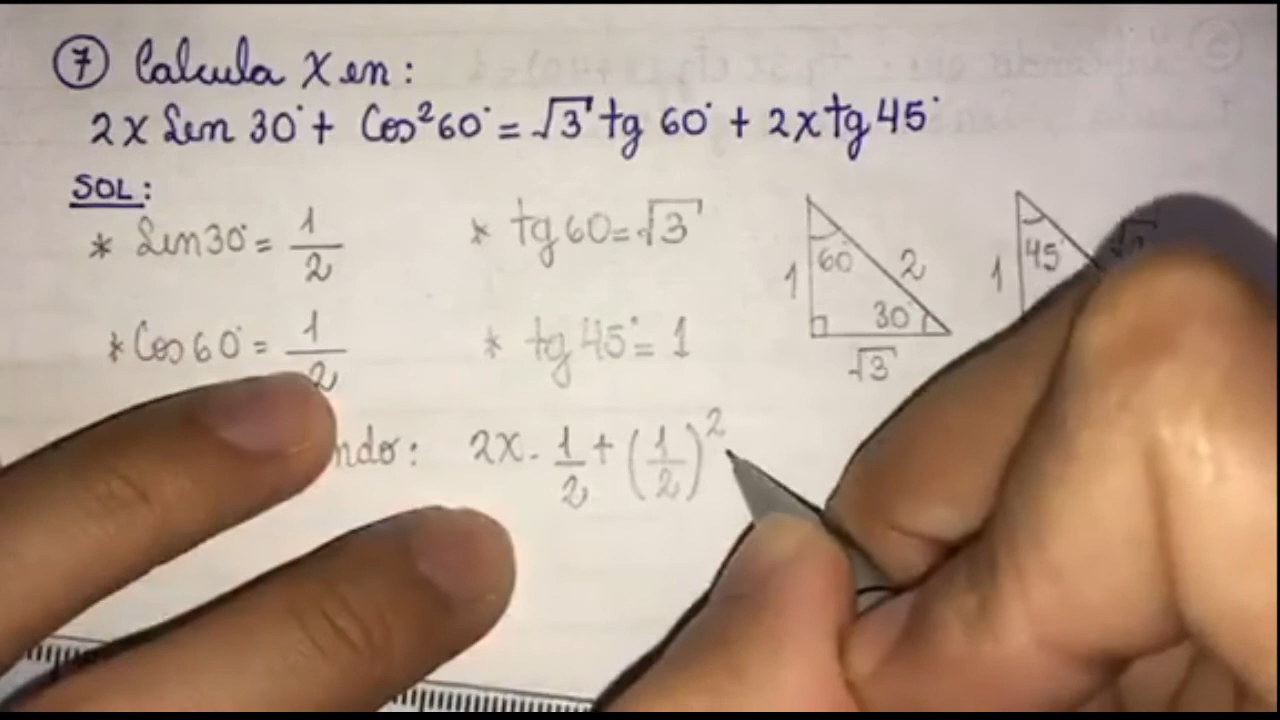 7 Calcula X en:
2x Sen 30° + Cos²60° = √3 tg 60° + 2x tg 45°
SOL:
* Sen 30° = 1/2
* tg 60 = √3
* Cos 60° = 1/2
* tg 45° = 1
60° 1 2 30° √3
45° 1
ndo: 2x · 1/2 + (1/2)²